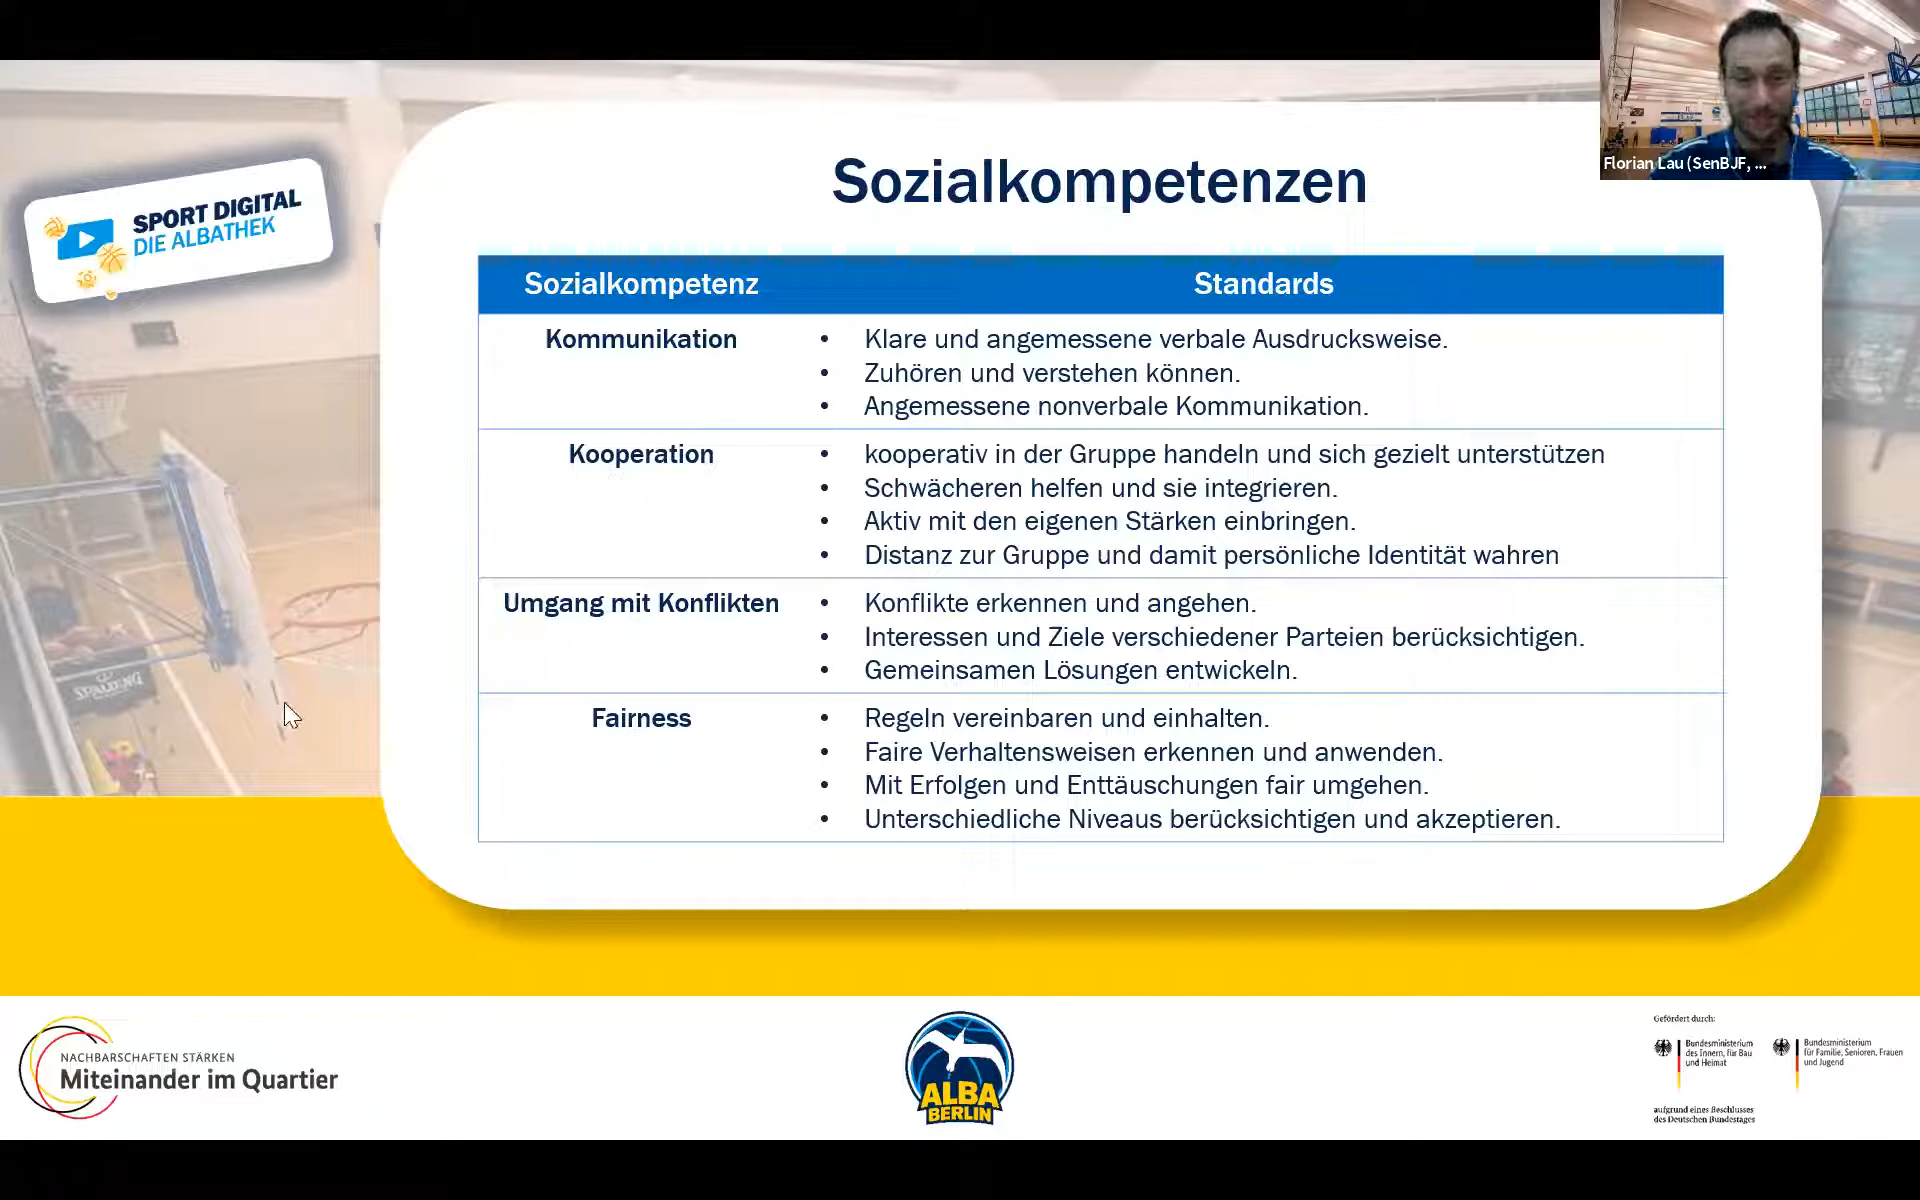 Florian Lau (SenBJF, ...
SPORT DIGITAL
DIE ALBATHEK
Sozialkompetenzen
Sozialkompetenz Standards
Kommunikation
• Klare und angemessene verbale Ausdrucksweise.
• Zuhören und verstehen können.
• Angemessene nonverbale Kommunikation.
Kooperation
• kooperativ in der Gruppe handeln und sich gezielt unterstützen
• Schwächeren helfen und sie integrieren.
• Aktiv mit den eigenen Stärken einbringen.
• Distanz zur Gruppe und damit persönliche Identität wahren
Umgang mit Konflikten
• Konflikte erkennen und angehen.
• Interessen und Ziele verschiedener Parteien berücksichtigen.
• Gemeinsamen Lösungen entwickeln.
Fairness
• Regeln vereinbaren und einhalten.
• Faire Verhaltensweisen erkennen und anwenden.
• Mit Erfolgen und Enttäuschungen fair umgehen.
• Unterschiedliche Niveaus berücksichtigen und akzeptieren.
SPALDING
NACHBARSCHAFTEN STÄRKEN
Miteinander im Quartier
ALBA
BERLIN
Gefördert durch:
Bundesministerium
des Innern, für Bau
und Heimat
Bundesministerium
für Familie, Senioren, Frauen
und Jugend
aufgrund eines Beschlusses
des Deutschen Bundestages